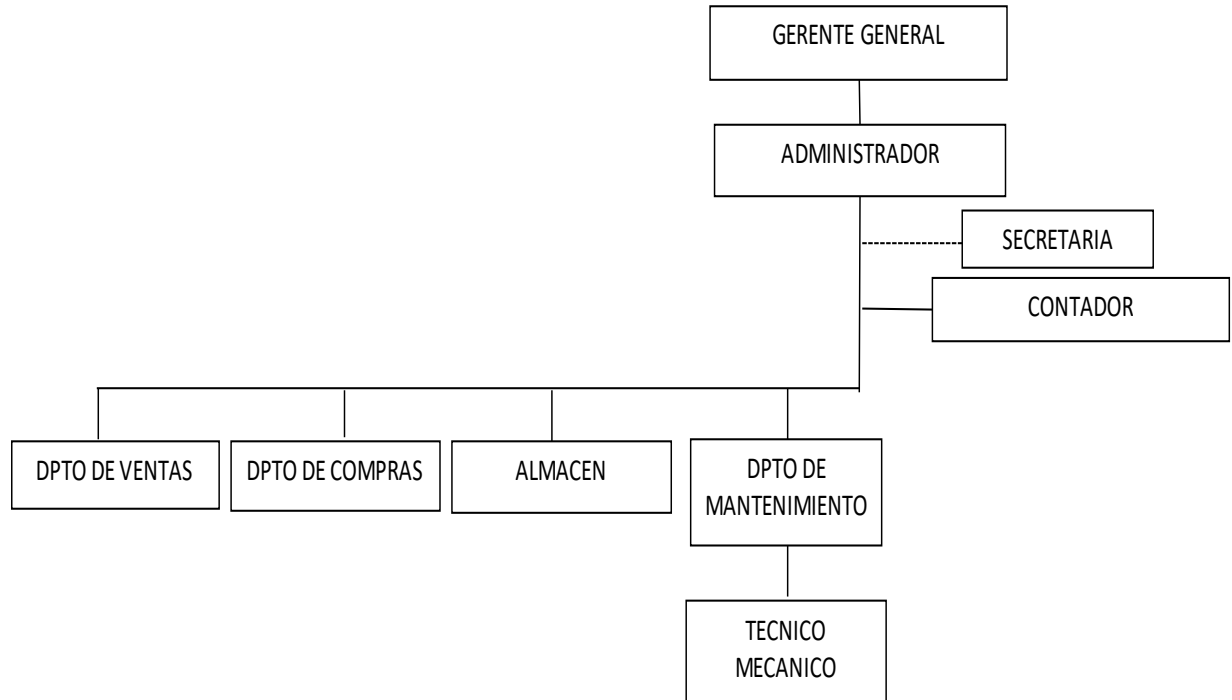 GERENTE GENERAL
ADMINISTRADOR
SECRETARIA
CONTADOR
DPTO DE VENTAS
DPTO DE COMPRAS
ALMACEN
DPTO DE
MANTENIMIENTO
TECNICO
MECANICO